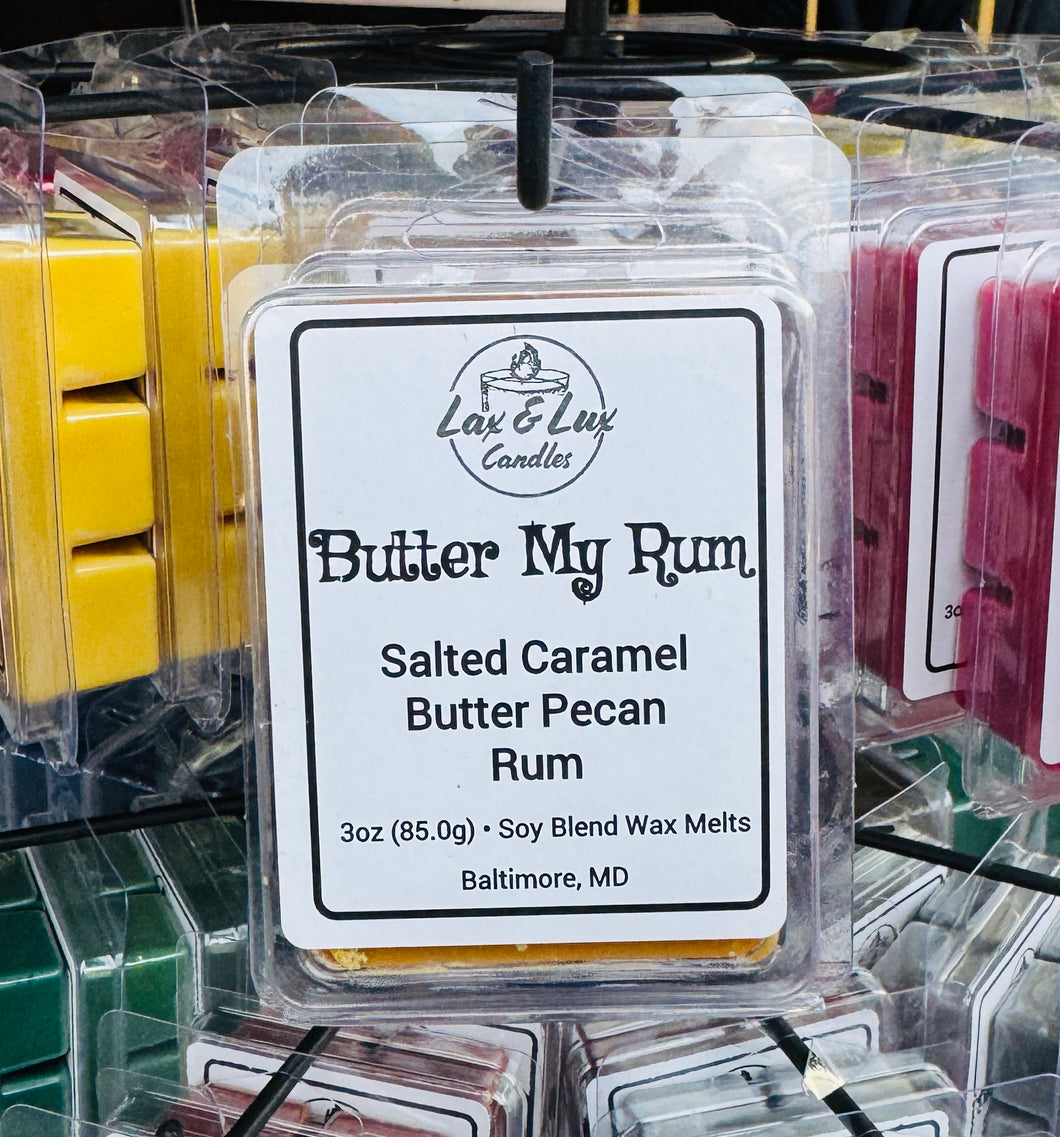 Lax & Lux
Candles
Butter My Rum
Salted Caramel
Butter Pecan
Rum
3oz (85.0g) • Soy Blend Wax Melts
Baltimore, MD